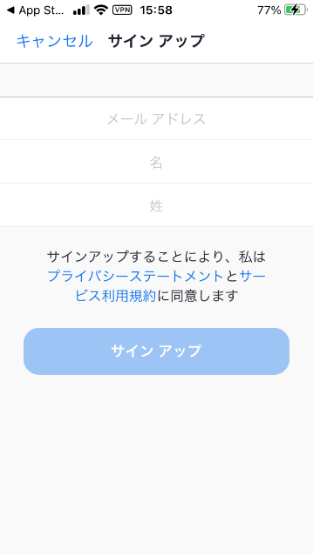 App St... VPN 15:58 77%
キャンセル サイン アップ
メール アドレス
名
姓
サインアップすることにより、私は
プライバシーステートメントとサー
ビス利用規約に同意します
サイン アップ